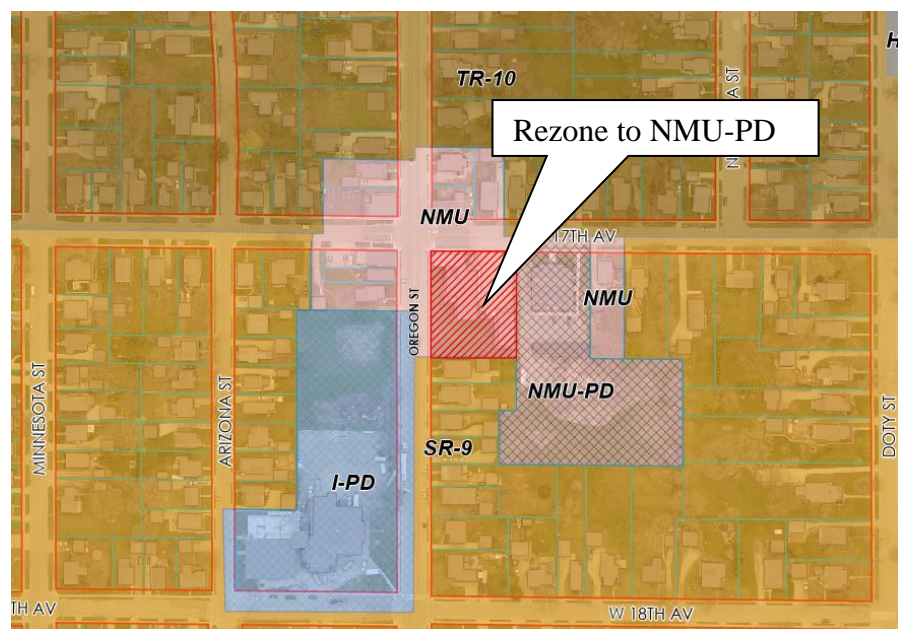 H
TR-10
Rezone to NMU-PD
A ST
NMU
17TH AV
OREGON ST
NMU
MINNESOTA ST
ARIZONA ST
NMU-PD
DOTY ST
SR-9
I-PD
TH AV
W 18TH AV